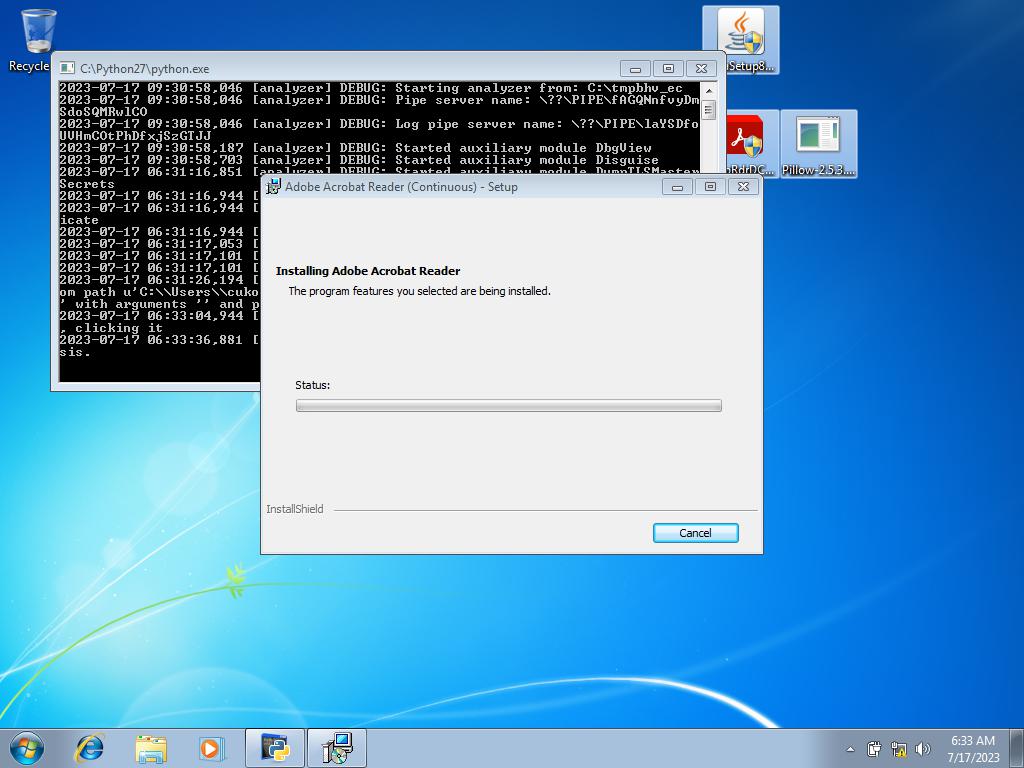 Recycle
Setup8...
C:\Python27\python.exe
2023-07-17 09:30:58,046 [analyzer] DEBUG: Starting analyzer from: C:\tmpbhv_ec
2023-07-17 09:30:58,046 [analyzer] DEBUG: Pipe server name: \??\PIPE\fAGQNnfvyDm
SdoSQMRwlCO
2023-07-17 09:30:58,046 [analyzer] DEBUG: Log pipe server name: \??\PIPE\laYSDfo
UUHmCOtPhDfxjSzGTJJ
2023-07-17 09:30:58,187 [analyzer] DEBUG: Started auxiliary module DbgView
2023-07-17 09:30:58,703 [analyzer] DEBUG: Started auxiliary module Disguise
2023-07-17 06:31:16,851 [analyzer] DEBUG: Started auxiliary module DumpTLSMaster
Secrets
2023-07-17 06:31:16,944 [
2023-07-17 06:31:16,944 [
icate
2023-07-17 06:31:16,944 [
2023-07-17 06:31:17,053 [
2023-07-17 06:31:17,101 [
2023-07-17 06:31:17,101 [
2023-07-17 06:31:26,194 [
om path u'C:\\Users\\cuko
' with arguments '' and p
2023-07-17 06:33:04,944 [
, clicking it
2023-07-17 06:33:36,881 [
sis.
RdrDC...
Pillow-2.5.3....
Adobe Acrobat Reader (Continuous) - Setup
Installing Adobe Acrobat Reader
The program features you selected are being installed.
Status:
InstallShield
Cancel
6:33 AM
7/17/2023